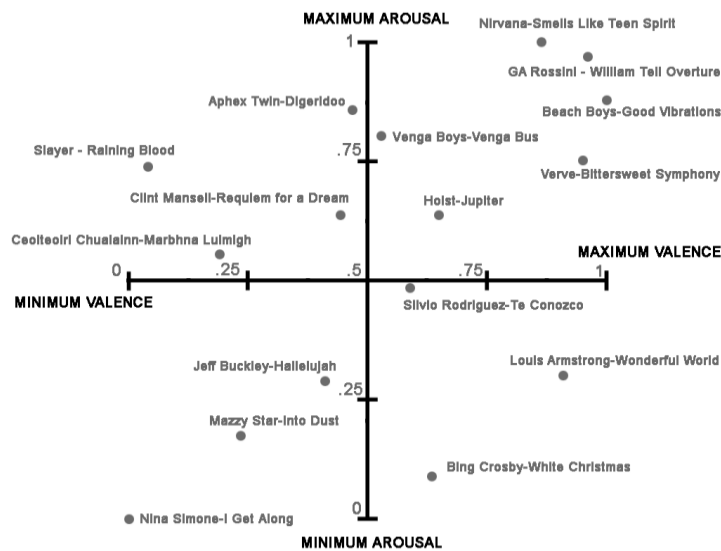 MAXIMUM AROUSAL
Nirvana-Smells Like Teen Spirit
1
GA Rossini - William Tell Overture
Aphex Twin-Digeridoo
Beach Boys-Good Vibrations
Venga Boys-Venga Bus
.75
Slayer - Raining Blood
Verve-Bittersweet Symphony
Clint Mansell-Requiem for a Dream
Holst-Jupiter
Ceolteoiri Chualainn-Marbhna Luimigh
MAXIMUM VALENCE
0 .25 .5 .75 1
MINIMUM VALENCE
Silvio Rodriguez-Te Conozco
Jeff Buckley-Hallelujah
Louis Armstrong-Wonderful World
.25
Mazzy Star-Into Dust
Bing Crosby-White Christmas
0
Nina Simone-I Get Along
MINIMUM AROUSAL